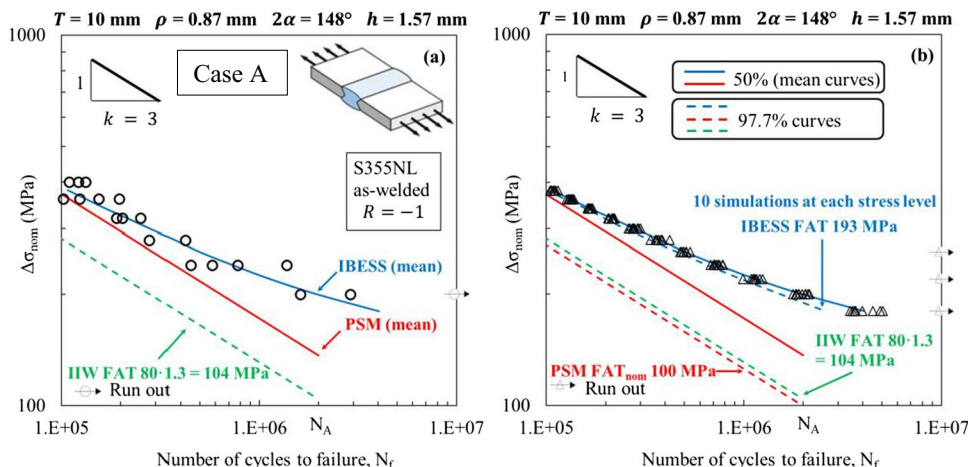 T = 10 mm ρ = 0.87 mm 2α = 148° h = 1.57 mm
1000
(a)
Case A
1
k = 3
S355NL
as-welded
R = −1
Δσnom (MPa)
IBESS (mean)
PSM (mean)
IIW FAT 80·1.3 = 104 MPa
Run out
100
1.E+05
1.E+06
NA
1.E+07
Number of cycles to failure, Nf
T = 10 mm ρ = 0.87 mm 2α = 148° h = 1.57 mm
1000
(b)
1
k = 3
50% (mean curves)
97.7% curves
10 simulations at each stress level
IBESS FAT 193 MPa
Δσnom (MPa)
IIW FAT 80·1.3
= 104 MPa
PSM FATnom 100 MPa
Run out
100
1.E+05
1.E+06
NA
1.E+07
Number of cycles to failure, Nf